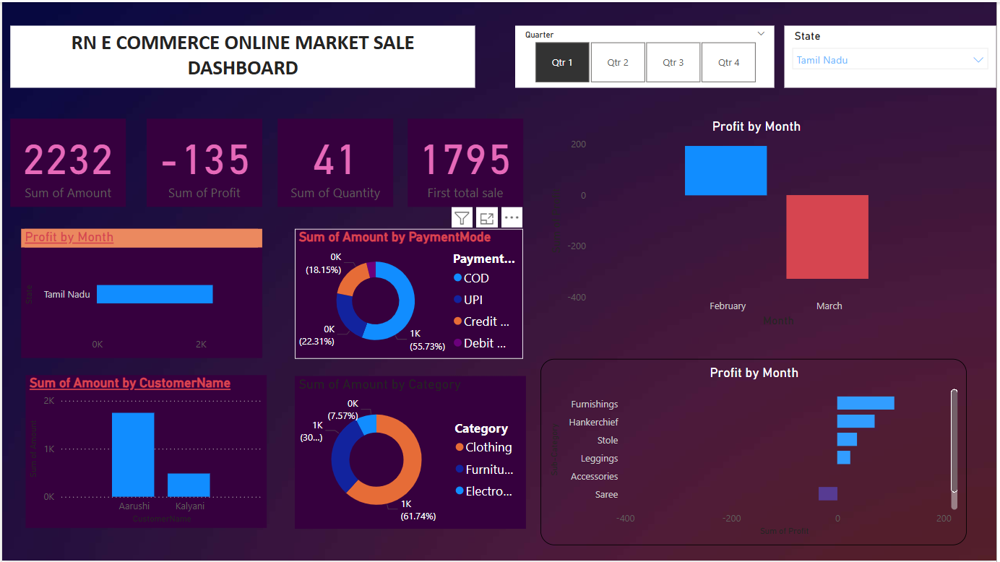 RN E COMMERCE ONLINE MARKET SALE
DASHBOARD
Quarter
Qtr 1
Qtr 2
Qtr 3
Qtr 4
State
Tamil Nadu
2232
Sum of Amount
-135
Sum of Profit
41
Sum of Quantity
1795
First total sale
Profit by Month
State
Tamil Nadu
0K
2K
Sum of Amount by PaymentMode
0K
(18.15%)
0K
(22.31%)
1K
(55.73%)
Payment...
COD
UPI
Credit ...
Debit ...
Profit by Month
200
0
-200
-400
February
March
Month
Sum of Amount by CustomerName
Sum of Amount
2K
1K
0K
Aarushi
Kalyani
CustomerName
Sum of Amount by Category
0K
(7.57%)
1K
(30...)
1K
(61.74%)
Category
Clothing
Furnitu...
Electro...
Profit by Month
Furnishings
Hankerchief
Stole
Leggings
Accessories
Saree
-400
-200
0
200
Sum of Profit